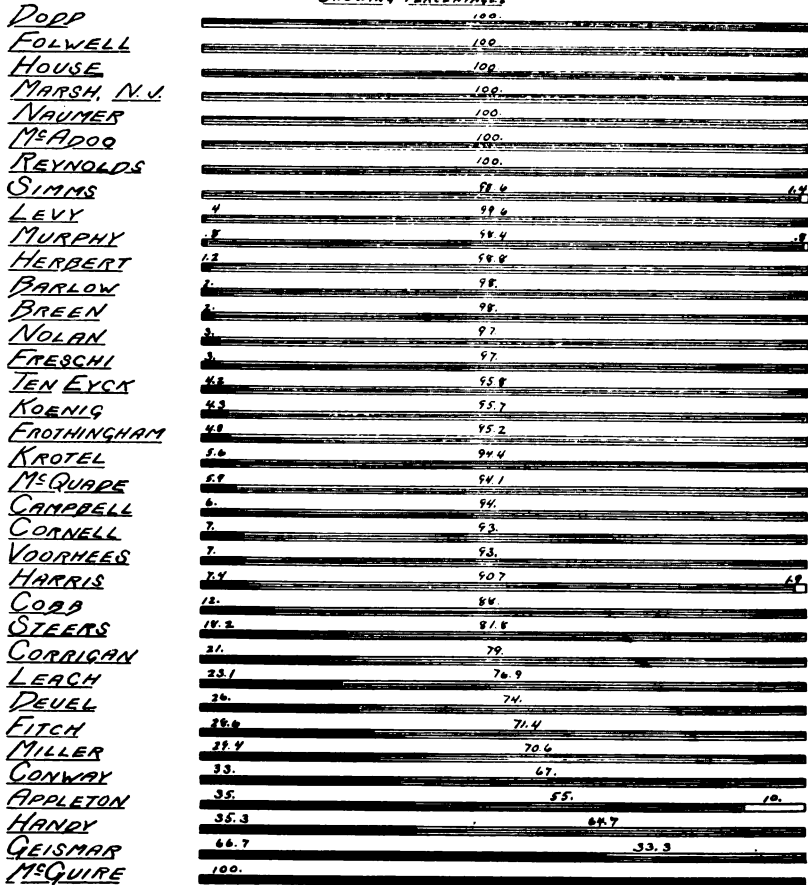 SHOWING PERCENTAGES
DODD 100.
FOLWELL 100
HOUSE 100
MARSH, N.J. 100.
NAUMER 100.
McADOO 100.
REYNOLDS 100.
SIMMS 98.6 1.4
LEVY 4 99.6
MURPHY .8 98.4 .8
HERBERT 1.2 98.8
BARLOW 2. 98.
BREEN 2. 98.
NOLAN 3. 97
FRESCHI 3. 97.
TEN EYCK 4.2 95.8
KOENIG 4.3 95.7
FROTHINGHAM 4.8 95.2
KROTEL 5.6 94.4
McQUADE 5.9 94.1
CAMPBELL 6. 94.
CORNELL 7. 93.
VOORHEES 7. 93.
HARRIS 7.4 90.7 1.9
COBB 12. 88.
STEERS 18.2 81.8
CORRIGAN 21. 79.
LEACH 23.1 76.9
DEUEL 26. 74.
FITCH 28.6 71.4
MILLER 29.4 70.6
CONWAY 33. 67.
APPLETON 35. 55. 10.
HANDY 35.3 64.7
GEISMAR 66.7 33.3
McGUIRE 100.